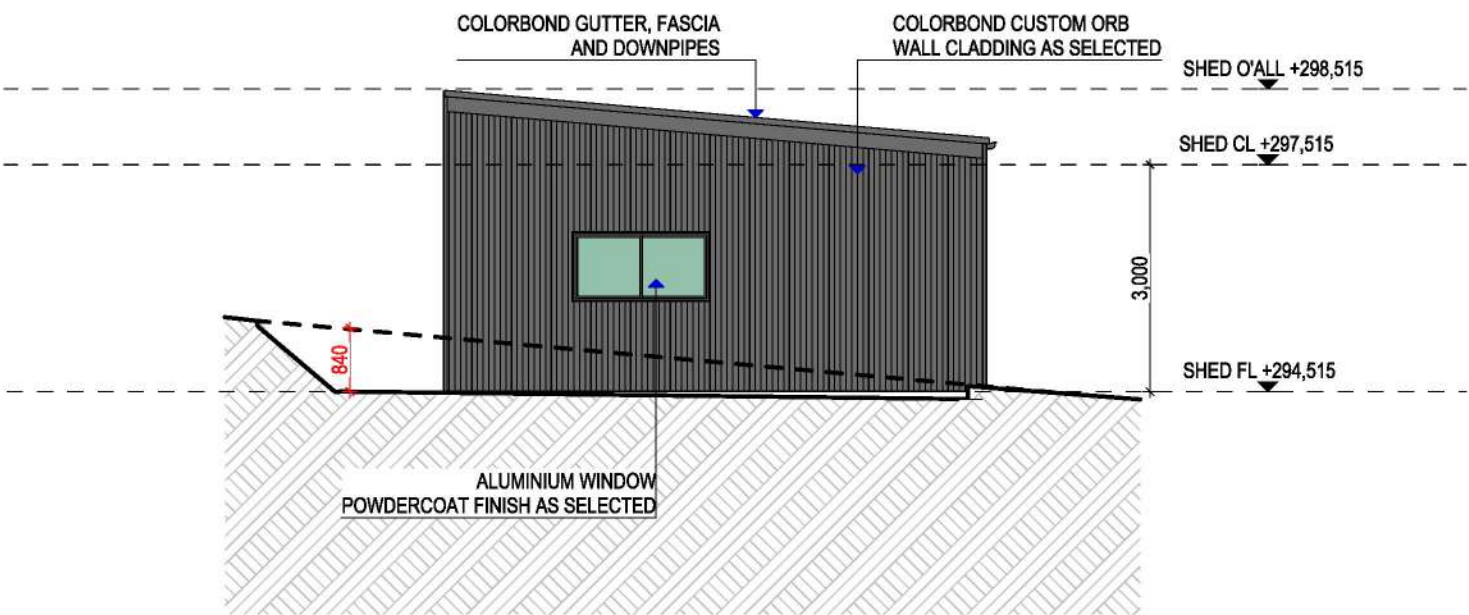 COLORBOND GUTTER, FASCIA
AND DOWNPIPES
COLORBOND CUSTOM ORB
WALL CLADDING AS SELECTED
SHED O'ALL +298,515
SHED CL +297,515
3,000
840
SHED FL +294,515
ALUMINIUM WINDOW
POWDERCOAT FINISH AS SELECTED